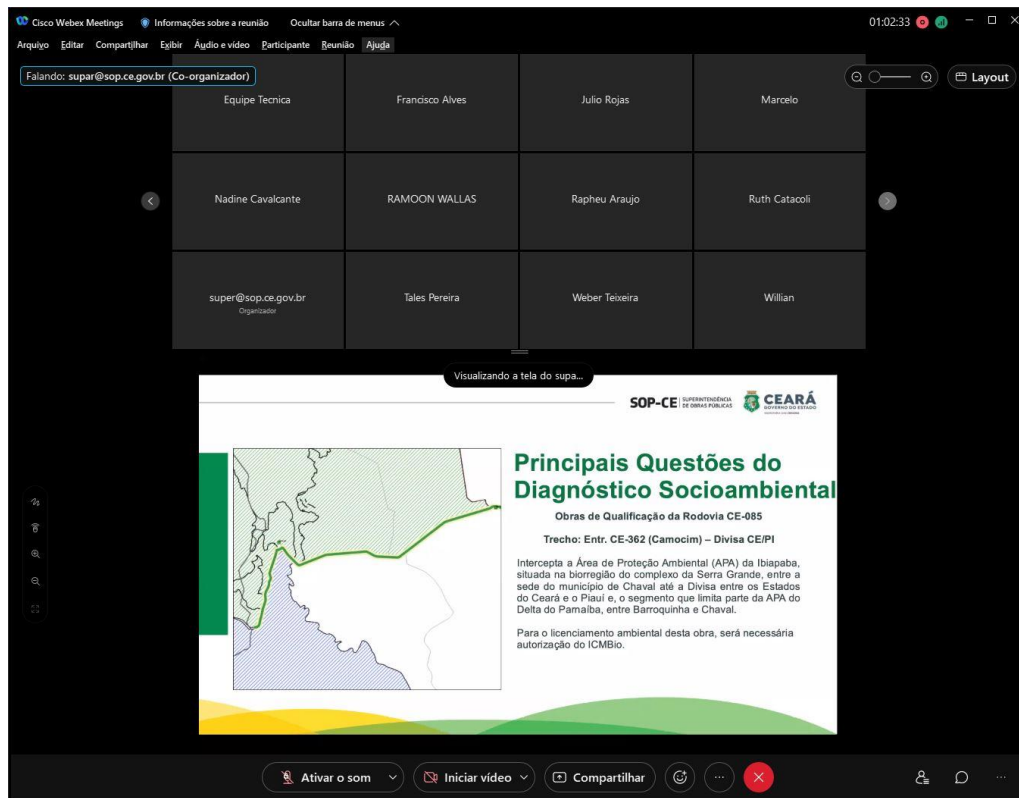 Cisco Webex Meetings Informações sobre a reunião Ocultar barra de menus 01:02:33
Arquivo Editar Compartilhar Exibir Áudio e vídeo Participante Reunião Ajuda
Falando: supar@sop.ce.gov.br (Co-organizador)
Layout
Equipe Tecnica Francisco Alves Julio Rojas Marcelo
Nadine Cavalcante RAMOON WALLAS Rapheu Araujo Ruth Catacoli
super@sop.ce.gov.br Tales Pereira Weber Teixeira Willian
Organizador
Visualizando a tela do supa...
SOP-CE SUPERINTENDÊNCIA DE OBRAS PÚBLICAS CEARÁ
GOVERNO DO ESTADO
Principais Questões do
Diagnóstico Socioambiental
Obras de Qualificação da Rodovia CE-085
Trecho: Entr. CE-362 (Camocim) – Divisa CE/PI
Intercepta a Área de Proteção Ambiental (APA) da Ibiapaba,
situada na biorregião do complexo da Serra Grande, entre a
sede do município de Chaval até a Divisa entre os Estados
do Ceará e o Piauí e, o segmento que limita parte da APA do
Delta do Parnaíba, entre Barroquinha e Chaval.
Para o licenciamento ambiental desta obra, será necessária
autorização do ICMBio.
Ativar o som Iniciar vídeo Compartilhar